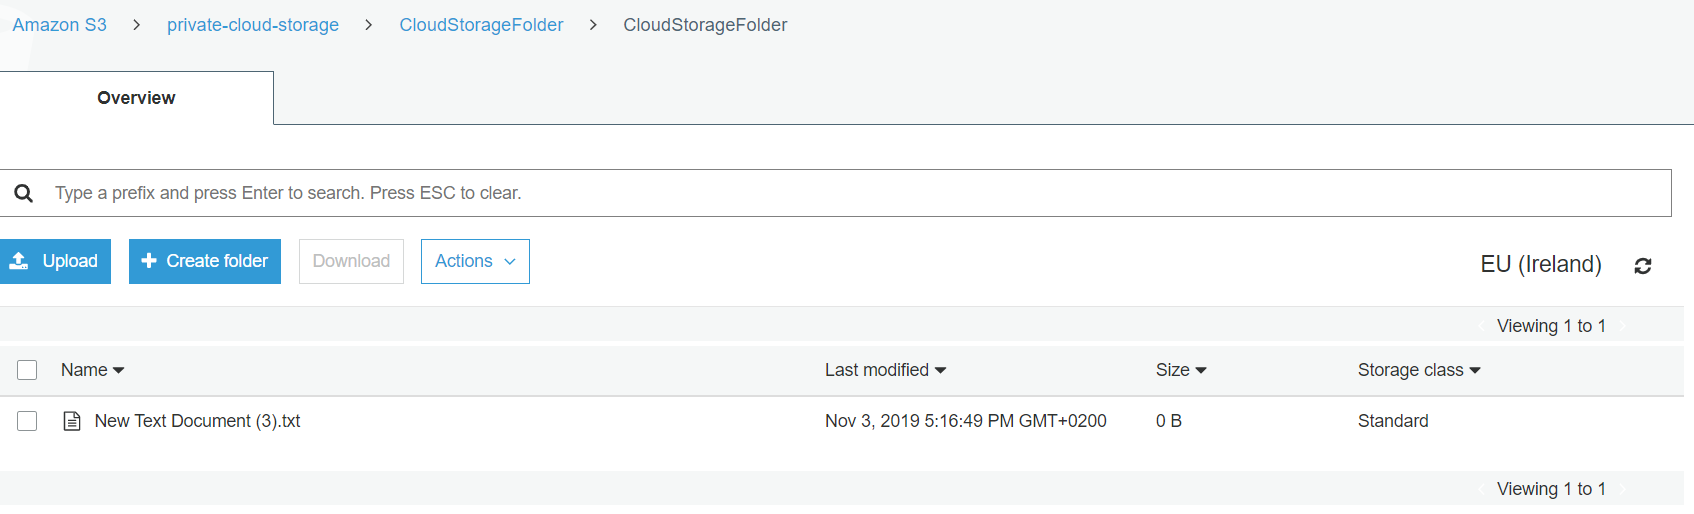 Amazon S3 > private-cloud-storage > CloudStorageFolder > CloudStorageFolder
Overview
Type a prefix and press Enter to search. Press ESC to clear.
Upload + Create folder Download Actions EU (Ireland)
Viewing 1 to 1
Name Last modified Size Storage class
New Text Document (3).txt Nov 3, 2019 5:16:49 PM GMT+0200 0 B Standard
Viewing 1 to 1